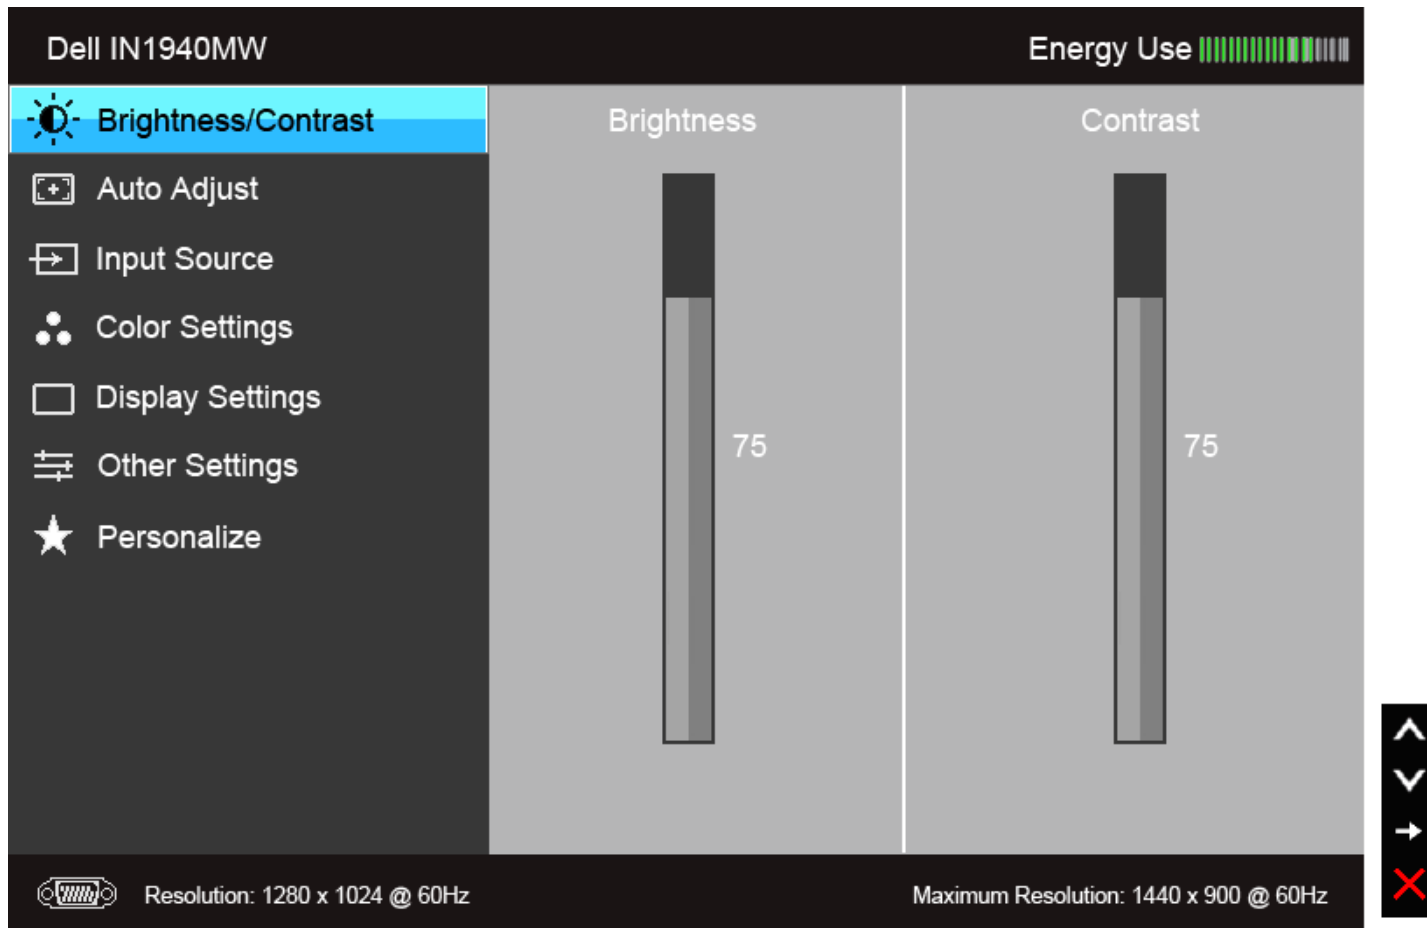 Dell IN1940MW
Energy Use
Brightness/Contrast
Auto Adjust
Input Source
Color Settings
Display Settings
Other Settings
Personalize
Brightness
75
Contrast
75
Resolution: 1280 x 1024 @ 60Hz
Maximum Resolution: 1440 x 900 @ 60Hz